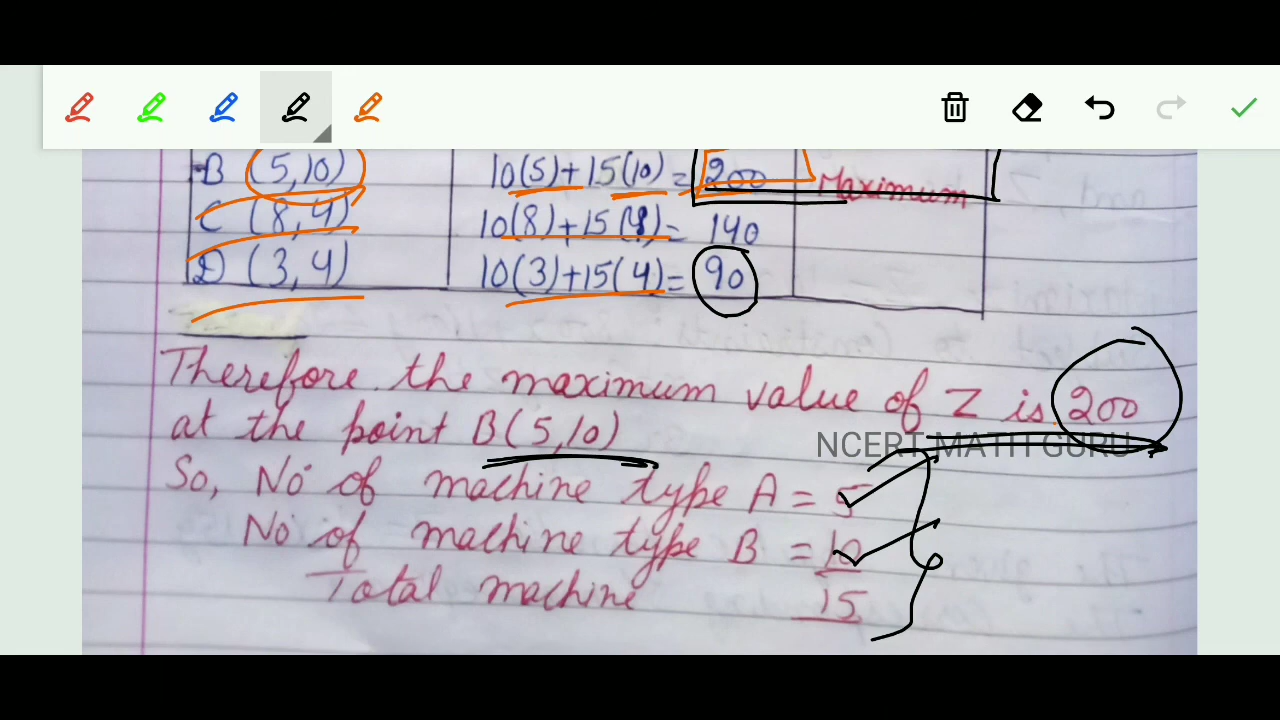 B (5,10) 10(5)+15(10) = 200 Maximum
C (8,4) 10(8)+15(4)= 140
D (3,4) 10(3)+15(4)= 90
Therefore the maximum value of Z is 200
at the point B(5,10)
NCERT MATH GURU
So, No of machine type A = 5
No of machine type B = 10
Total machine 15